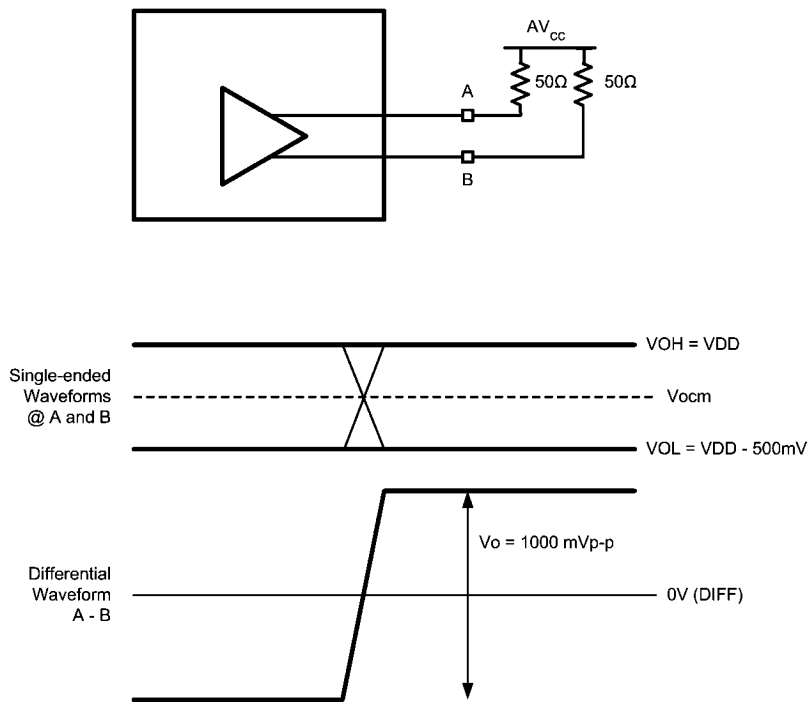 AVcc
50Ω
50Ω
A
B
VOH = VDD
Single-ended
Waveforms
@ A and B
Vocm
VOL = VDD - 500mV
Vo = 1000 mVp-p
Differential
Waveform
A - B
0V (DIFF)